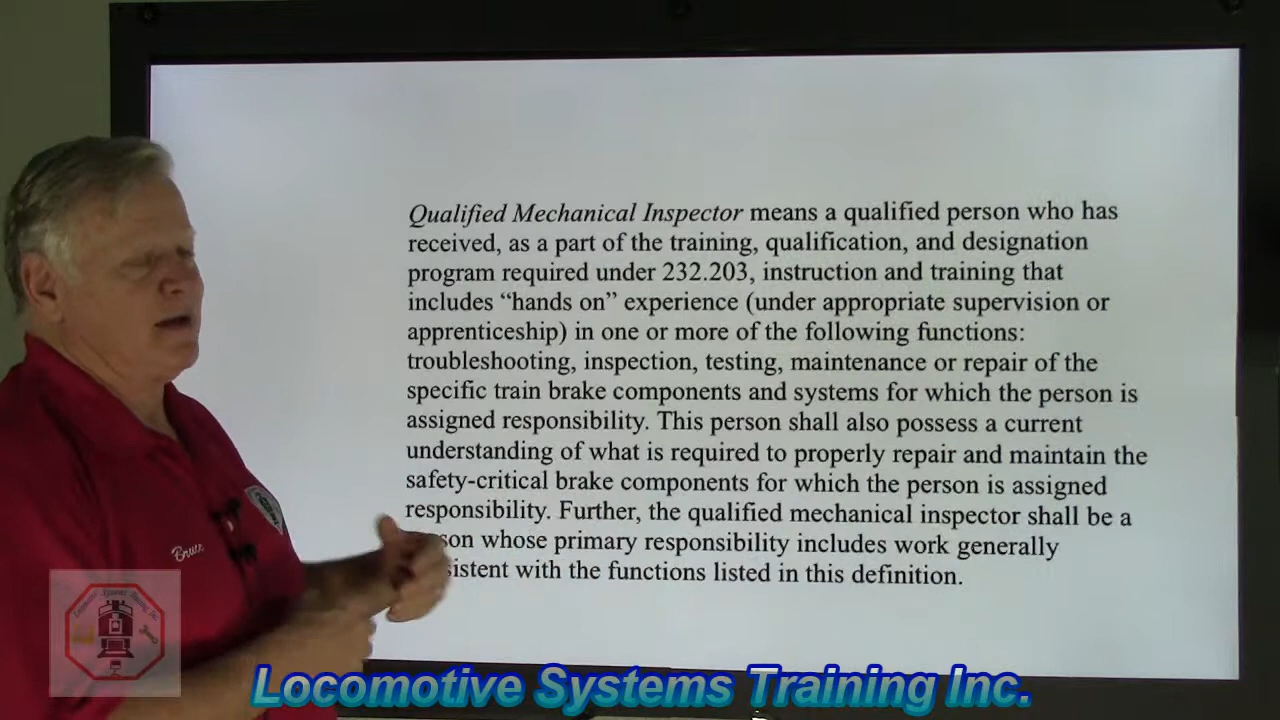 Qualified Mechanical Inspector means a qualified person who has
received, as a part of the training, qualification, and designation
program required under 232.203, instruction and training that
includes “hands on” experience (under appropriate supervision or
apprenticeship) in one or more of the following functions:
troubleshooting, inspection, testing, maintenance or repair of the
specific train brake components and systems for which the person is
assigned responsibility. This person shall also possess a current
understanding of what is required to properly repair and maintain the
safety-critical brake components for which the person is assigned
responsibility. Further, the qualified mechanical inspector shall be a
son whose primary responsibility includes work generally
sistent with the functions listed in this definition.
Bruce
Locomotive Systems Training Inc.
Locomotive Systems Training Inc.